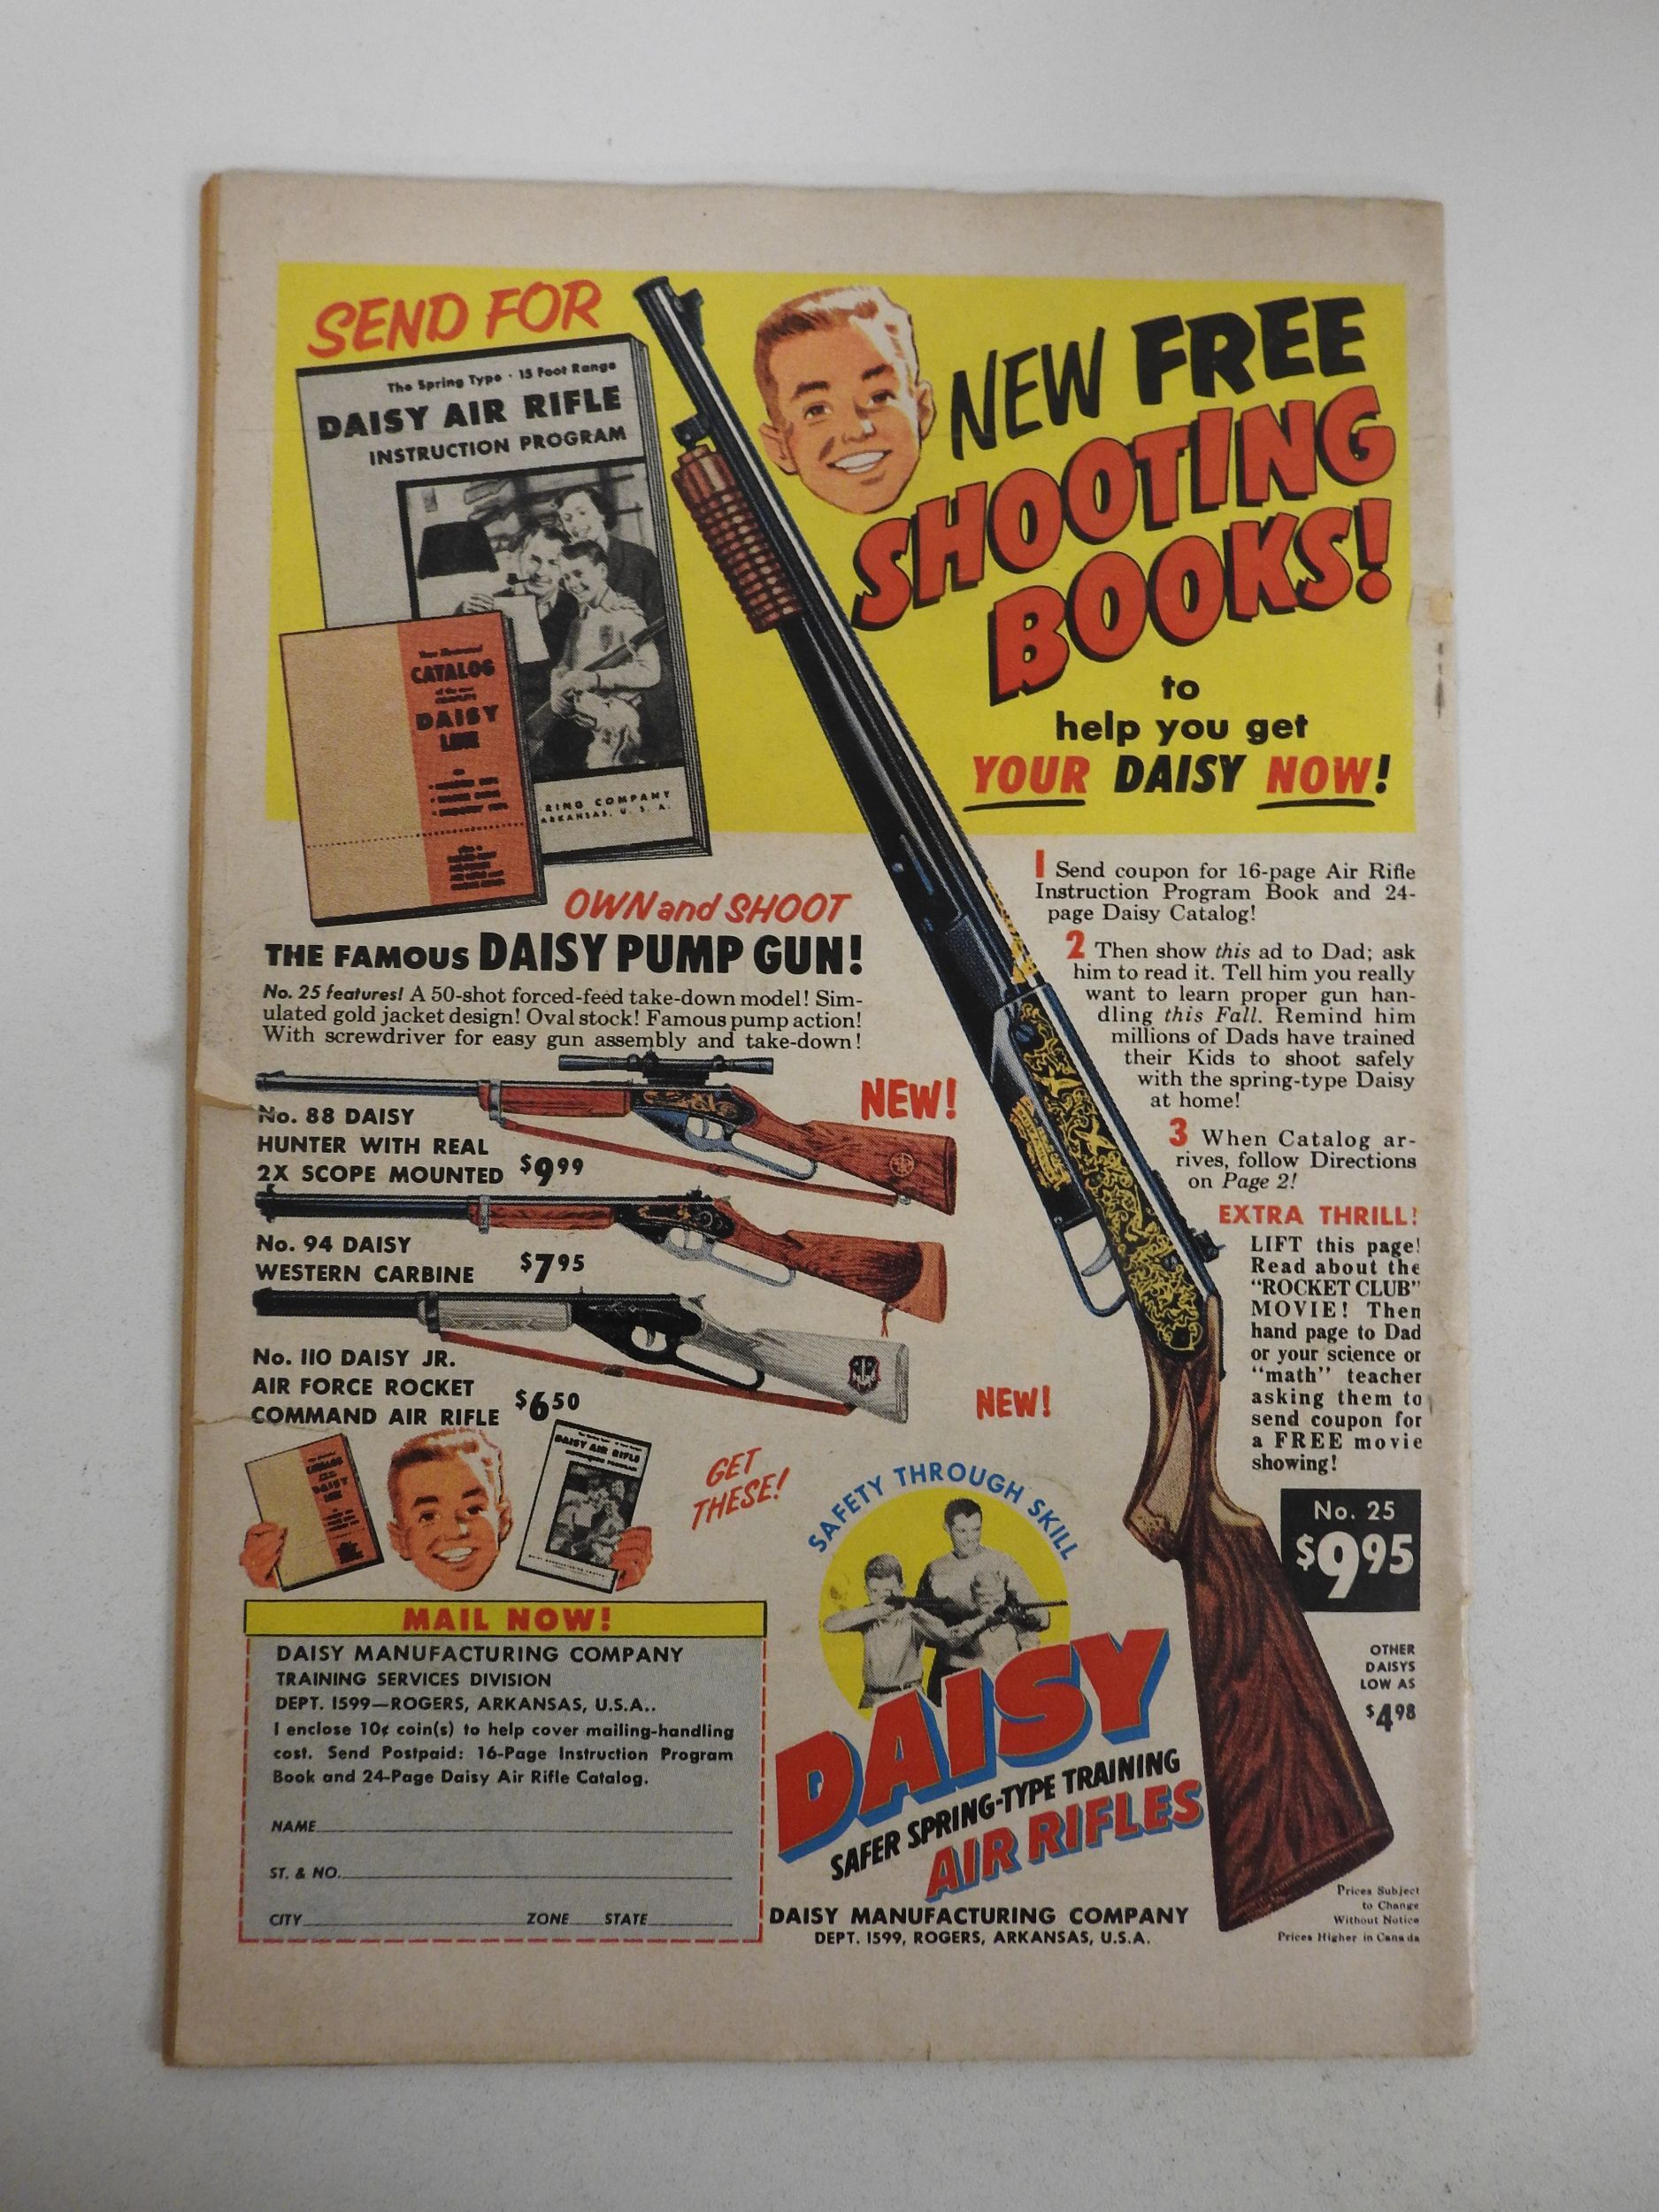 SEND FOR
The Spring Type · 15 Foot Range
DAISY AIR RIFLE
INSTRUCTION PROGRAM
CATALOG
DAISY
LINE
RING COMPANY
ARKANSAS, U. S. A.
NEW FREE
SHOOTING
BOOKS!
to
help you get
YOUR DAISY NOW!
OWN and SHOOT
THE FAMOUS DAISY PUMP GUN!
No. 25 features! A 50-shot forced-feed take-down model! Sim-
ulated gold jacket design! Oval stock! Famous pump action!
With screwdriver for easy gun assembly and take-down!
NEW!
No. 88 DAISY
HUNTER WITH REAL
2X SCOPE MOUNTED $9.99
No. 94 DAISY
WESTERN CARBINE $7.95
No. 110 DAISY JR.
AIR FORCE ROCKET
COMMAND AIR RIFLE $6.50
NEW!
1 Send coupon for 16-page Air Rifle
Instruction Program Book and 24-
page Daisy Catalog!
2 Then show this ad to Dad; ask
him to read it. Tell him you really
want to learn proper gun han-
dling this Fall. Remind him
millions of Dads have trained
their Kids to shoot safely
with the spring-type Daisy
at home!
3 When Catalog ar-
rives, follow Directions
on Page 2!
EXTRA THRILL!
LIFT this page!
Read about the
"ROCKET CLUB"
MOVIE! Then
hand page to Dad
or your science or
"math" teacher
asking them to
send coupon for
a FREE movie
showing!
No. 25
$9.95
OTHER
DAISYS
LOW AS
$4.98
CATALOG
DAISY
LINE
DAISY AIR RIFLE
GET
THESE!
MAIL NOW!
DAISY MANUFACTURING COMPANY
TRAINING SERVICES DIVISION
DEPT. 1599—ROGERS, ARKANSAS, U.S.A..
I enclose 10¢ coin(s) to help cover mailing-handling
cost. Send Postpaid: 16-Page Instruction Program
Book and 24-Page Daisy Air Rifle Catalog.
NAME
ST. & NO.
CITY ZONE STATE
SAFETY THROUGH SKILL
DAISY
SAFER SPRING-TYPE TRAINING
AIR RIFLES
DAISY MANUFACTURING COMPANY
DEPT. 1599, ROGERS, ARKANSAS, U.S.A.
Prices Subject
to Change
Without Notice
Prices Higher in Canada